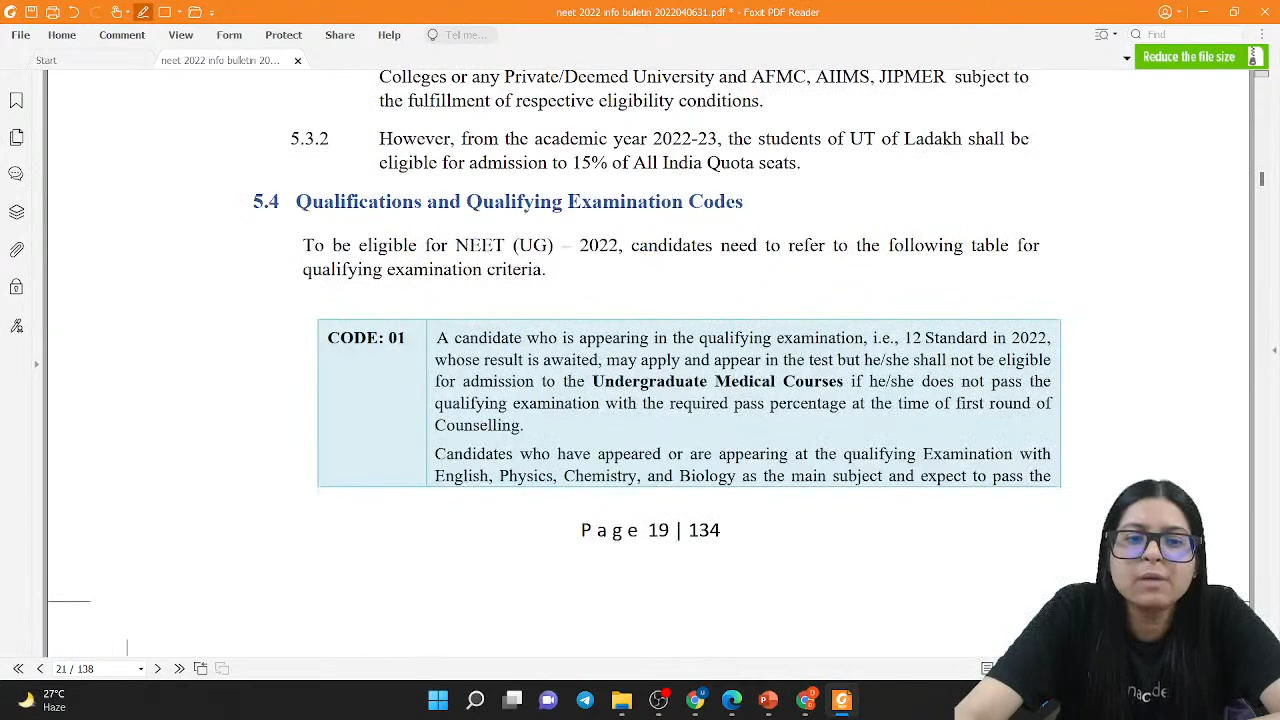 neet 2022 info buletin 2022040631.pdf * - Foxit PDF Reader
File Home Comment View Form Protect Share Help Tell me... Find
Start neet 2022 info buletin 20... Reduce the file size
Colleges or any Private/Deemed University and AFMC, AIIMS, JIPMER subject to
the fulfillment of respective eligibility conditions.
5.3.2 However, from the academic year 2022-23, the students of UT of Ladakh shall be
eligible for admission to 15% of All India Quota seats.
5.4 Qualifications and Qualifying Examination Codes
To be eligible for NEET (UG) – 2022, candidates need to refer to the following table for
qualifying examination criteria.
CODE: 01 A candidate who is appearing in the qualifying examination, i.e., 12 Standard in 2022,
whose result is awaited, may apply and appear in the test but he/she shall not be eligible
for admission to the Undergraduate Medical Courses if he/she does not pass the
qualifying examination with the required pass percentage at the time of first round of
Counselling.
Candidates who have appeared or are appearing at the qualifying Examination with
English, Physics, Chemistry, and Biology as the main subject and expect to pass the
Page 19 | 134
21 / 138
27°C
Haze